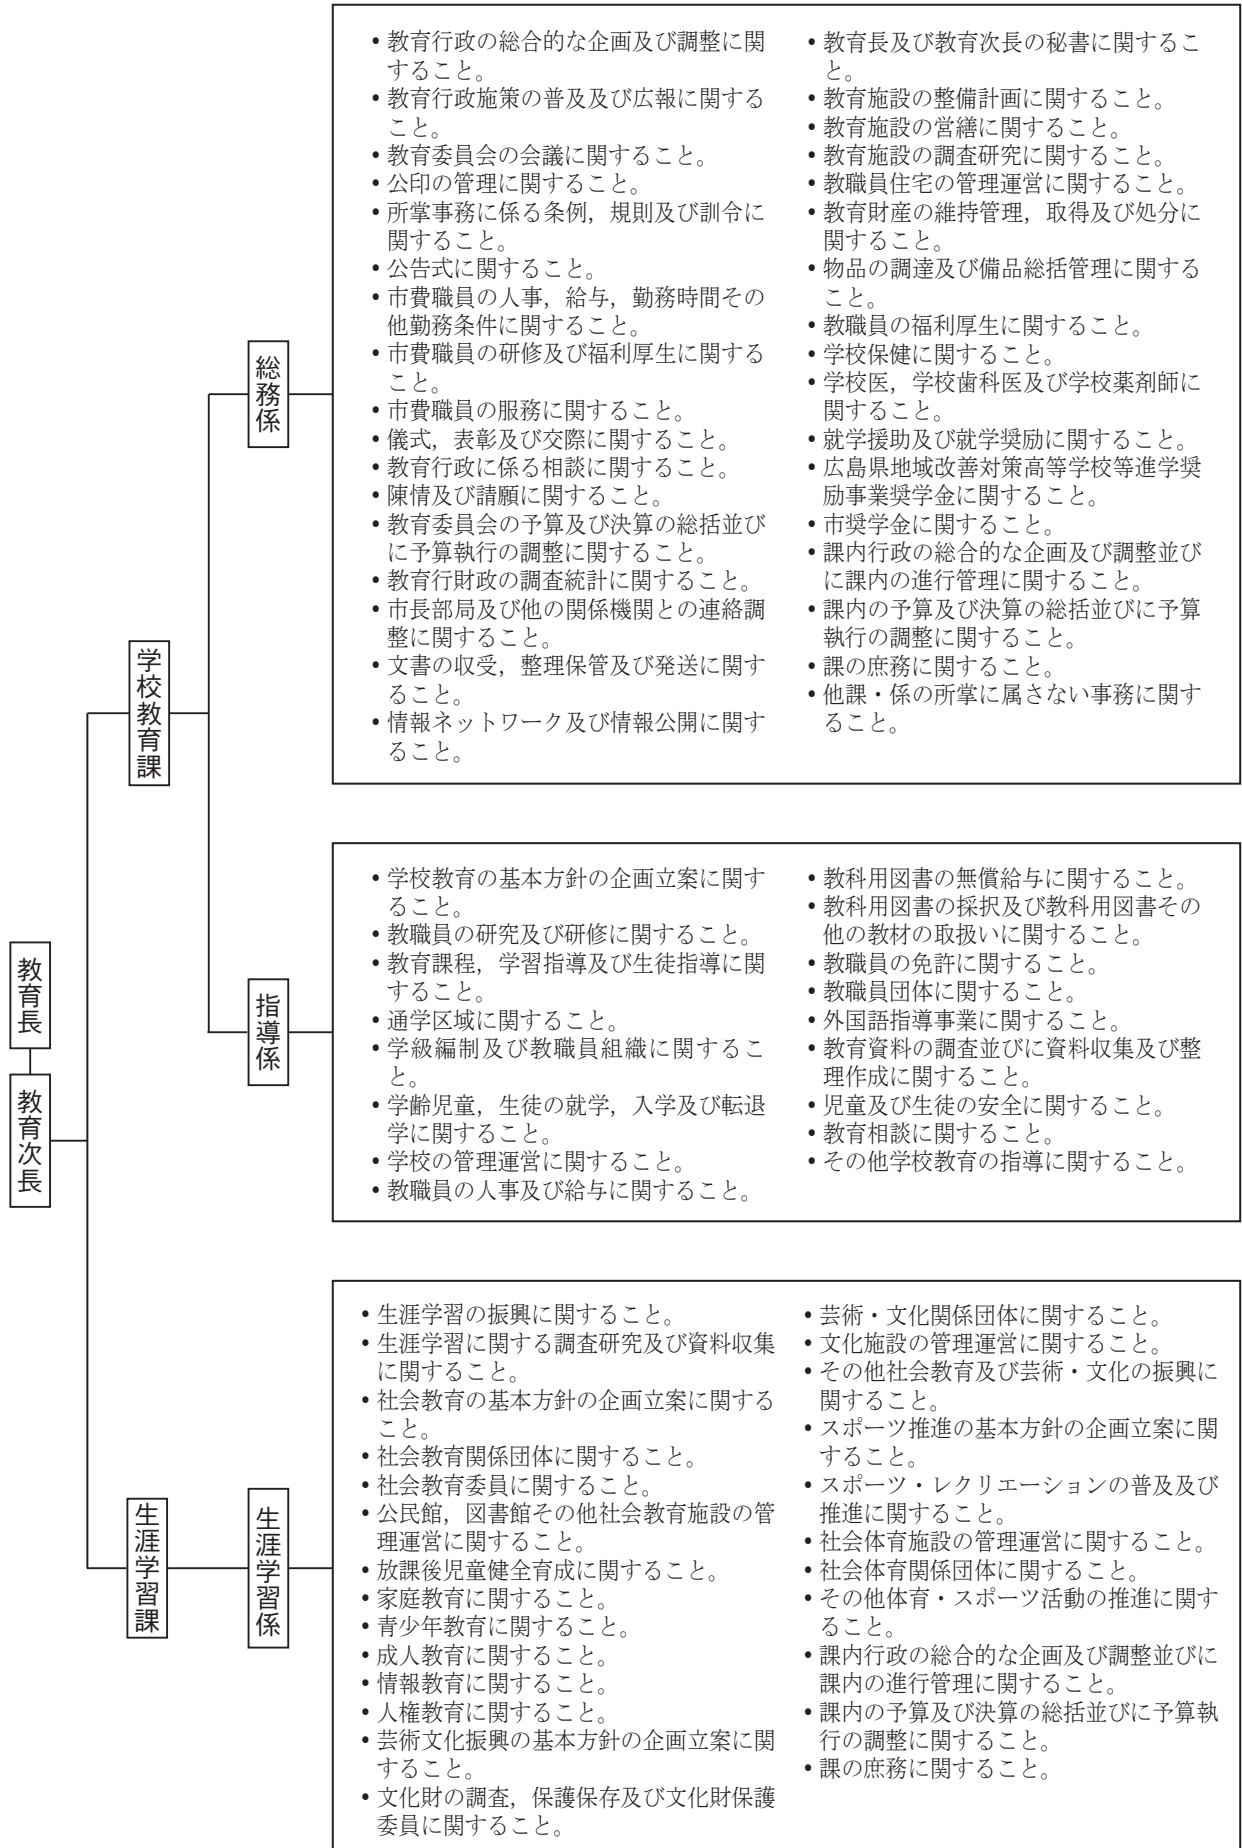 教育長
教育次長
学校教育課
総務係
• 教育行政の総合的な企画及び調整に関
すること。
• 教育行政施策の普及及び広報に関する
こと。
• 教育委員会の会議に関すること。
• 公印の管理に関すること。
• 所掌事務に係る条例，規則及び訓令に
関すること。
• 公告式に関すること。
• 市費職員の人事，給与，勤務時間その
他勤務条件に関すること。
• 市費職員の研修及び福利厚生に関する
こと。
• 市費職員の服務に関すること。
• 儀式，表彰及び交際に関すること。
• 教育行政に係る相談に関すること。
• 陳情及び請願に関すること。
• 教育委員会の予算及び決算の総括並び
に予算執行の調整に関すること。
• 教育行財政の調査統計に関すること。
• 市長部局及び他の関係機関との連絡調
整に関すること。
• 文書の収受，整理保管及び発送に関す
ること。
• 情報ネットワーク及び情報公開に関す
ること。
• 教育長及び教育次長の秘書に関するこ
と。
• 教育施設の整備計画に関すること。
• 教育施設の営繕に関すること。
• 教育施設の調査研究に関すること。
• 教職員住宅の管理運営に関すること。
• 教育財産の維持管理，取得及び処分に
関すること。
• 物品の調達及び備品総括管理に関する
こと。
• 教職員の福利厚生に関すること。
• 学校保健に関すること。
• 学校医，学校歯科医及び学校薬剤師に
関すること。
• 就学援助及び就学奨励に関すること。
• 広島県地域改善対策高等学校等進学奨
励事業奨学金に関すること。
• 市奨学金に関すること。
• 課内行政の総合的な企画及び調整並び
に課内の進行管理に関すること。
• 課内の予算及び決算の総括並びに予算
執行の調整に関すること。
• 課の庶務に関すること。
• 他課・係の所掌に属さない事務に関す
ること。
指導係
• 学校教育の基本方針の企画立案に関す
ること。
• 教職員の研究及び研修に関すること。
• 教育課程，学習指導及び生徒指導に関
すること。
• 通学区域に関すること。
• 学級編制及び教職員組織に関するこ
と。
• 学齢児童，生徒の就学，入学及び転退
学に関すること。
• 学校の管理運営に関すること。
• 教職員の人事及び給与に関すること。
• 教科用図書の無償給与に関すること。
• 教科用図書の採択及び教科用図書その
他の教材の取扱いに関すること。
• 教職員の免許に関すること。
• 教職員団体に関すること。
• 外国語指導事業に関すること。
• 教育資料の調査並びに資料収集及び整
理作成に関すること。
• 児童及び生徒の安全に関すること。
• 教育相談に関すること。
• その他学校教育の指導に関すること。
生涯学習課
生涯学習係
• 生涯学習の振興に関すること。
• 生涯学習に関する調査研究及び資料収集
に関すること。
• 社会教育の基本方針の企画立案に関する
こと。
• 社会教育関係団体に関すること。
• 社会教育委員に関すること。
• 公民館，図書館その他社会教育施設の管
理運営に関すること。
• 放課後児童健全育成に関すること。
• 家庭教育に関すること。
• 青少年教育に関すること。
• 成人教育に関すること。
• 情報教育に関すること。
• 人権教育に関すること。
• 芸術文化振興の基本方針の企画立案に関
すること。
• 文化財の調査，保護保存及び文化財保護
委員に関すること。
• 芸術・文化関係団体に関すること。
• 文化施設の管理運営に関すること。
• その他社会教育及び芸術・文化の振興に
関すること。
• スポーツ推進の基本方針の企画立案に関
すること。
• スポーツ・レクリエーションの普及及び
推進に関すること。
• 社会体育施設の管理運営に関すること。
• 社会体育関係団体に関すること。
• その他体育・スポーツ活動の推進に関す
ること。
• 課内行政の総合的な企画及び調整並びに
課内の進行管理に関すること。
• 課内の予算及び決算の総括並びに予算執
行の調整に関すること。
• 課の庶務に関すること。